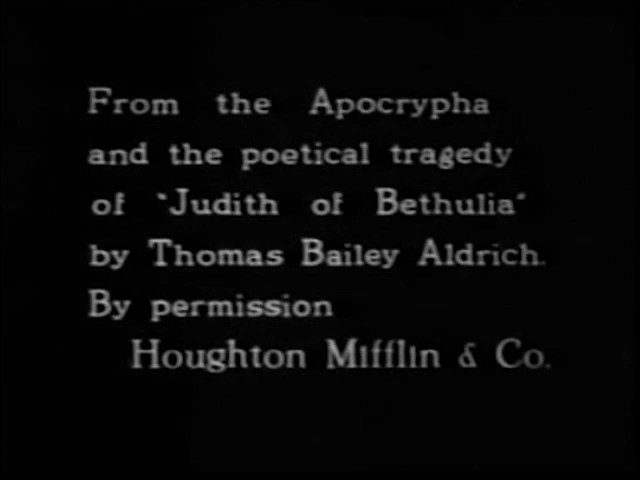 From the Apocrypha
and the poetical tragedy
of "Judith of Bethulia"
by Thomas Bailey Aldrich.
By permission
Houghton Mifflin & Co.